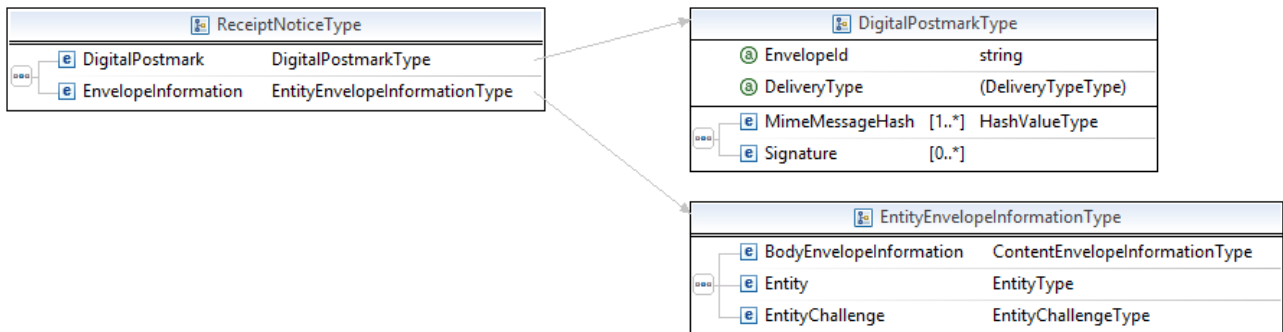 ReceiptNoticeType
e DigitalPostmark DigitalPostmarkType
e EnvelopeInformation EntityEnvelopeInformationType
DigitalPostmarkType
a EnvelopeId string
a DeliveryType (DeliveryTypeType)
e MimeMessageHash [1..*] HashValueType
e Signature [0..*]
EntityEnvelopeInformationType
e BodyEnvelopeInformation ContentEnvelopeInformationType
e Entity EntityType
e EntityChallenge EntityChallengeType